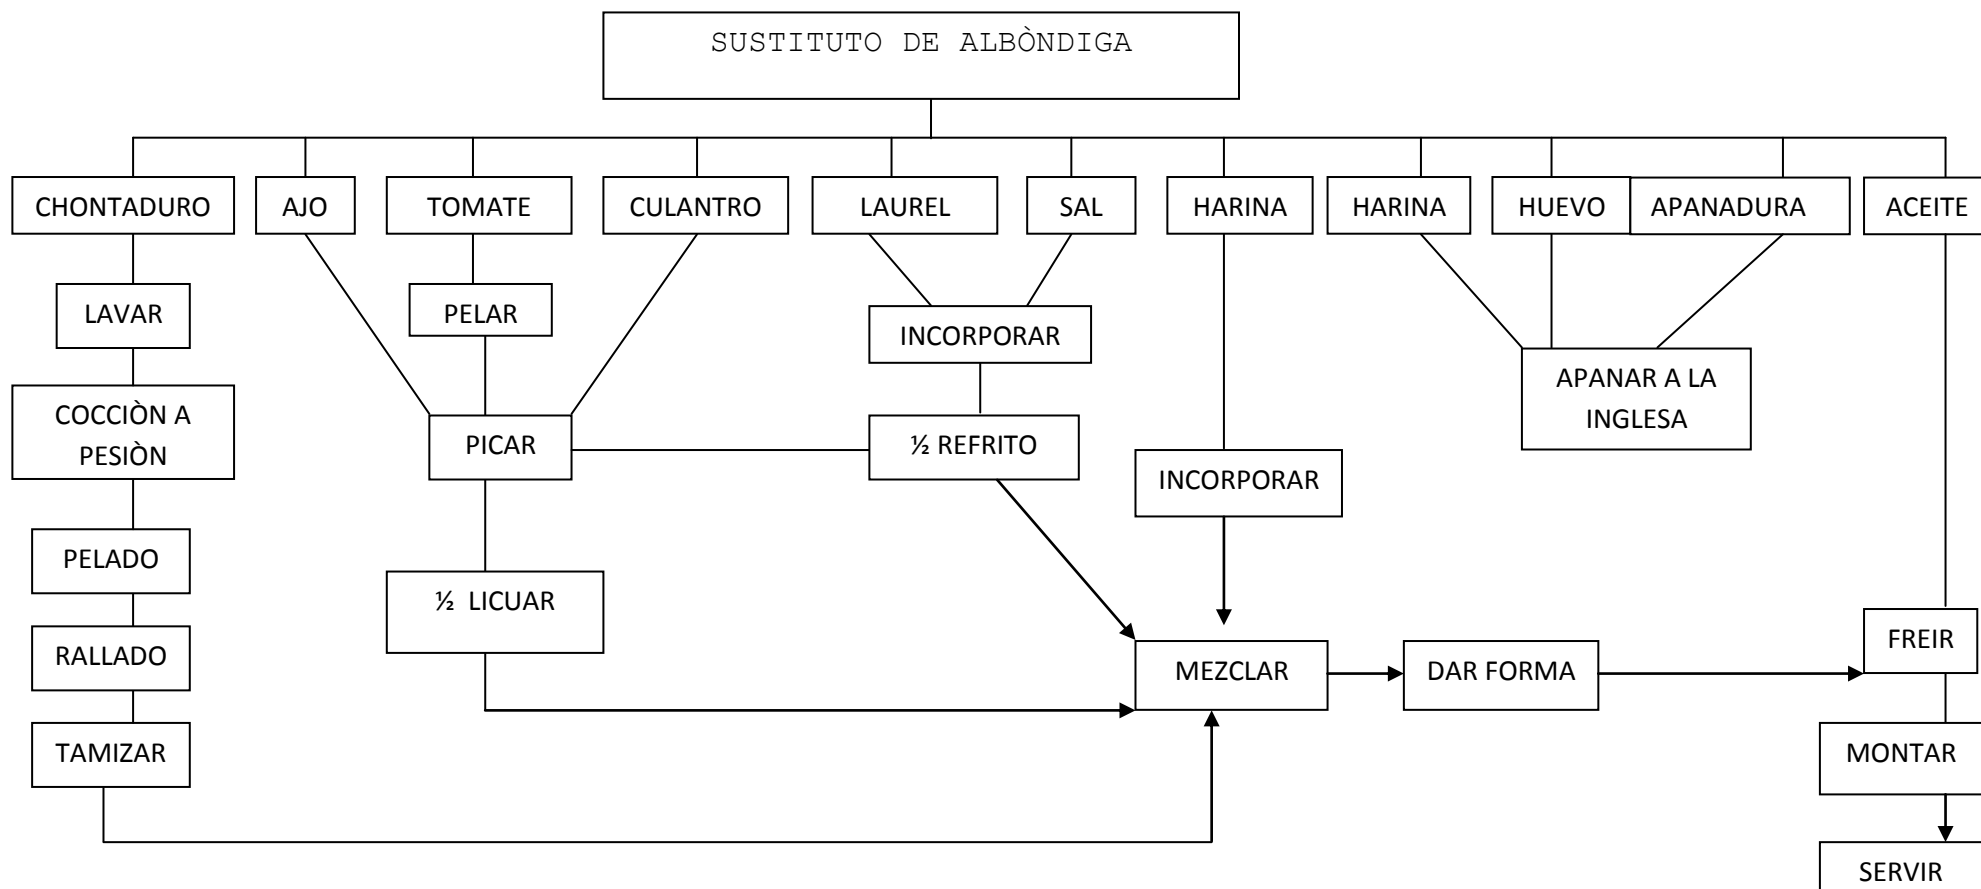 SUSTITUTO DE ALBÒNDIGA
CHONTADURO
AJO
TOMATE
CULANTRO
LAUREL
SAL
HARINA
HARINA
HUEVO
APANADURA
ACEITE
LAVAR
PELAR
INCORPORAR
APANAR A LA
INGLESA
COCCIÒN A
PESIÒN
PICAR
½ REFRITO
INCORPORAR
PELADO
½ LICUAR
RALLADO
FREIR
MEZCLAR
DAR FORMA
TAMIZAR
MONTAR
SERVIR